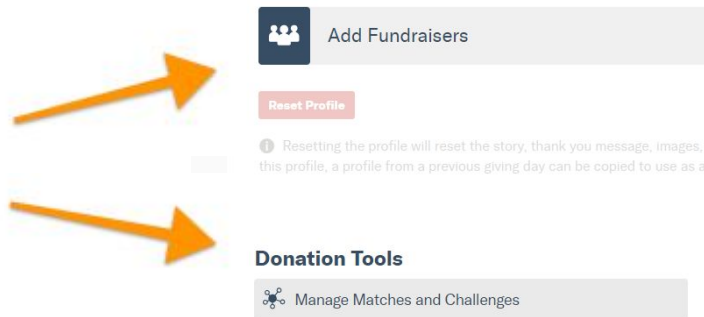 Add Fundraisers
Reset Profile
Resetting the profile will reset the story, thank you message, images,
this profile, a profile from a previous giving day can be copied to use as a
Donation Tools
Manage Matches and Challenges